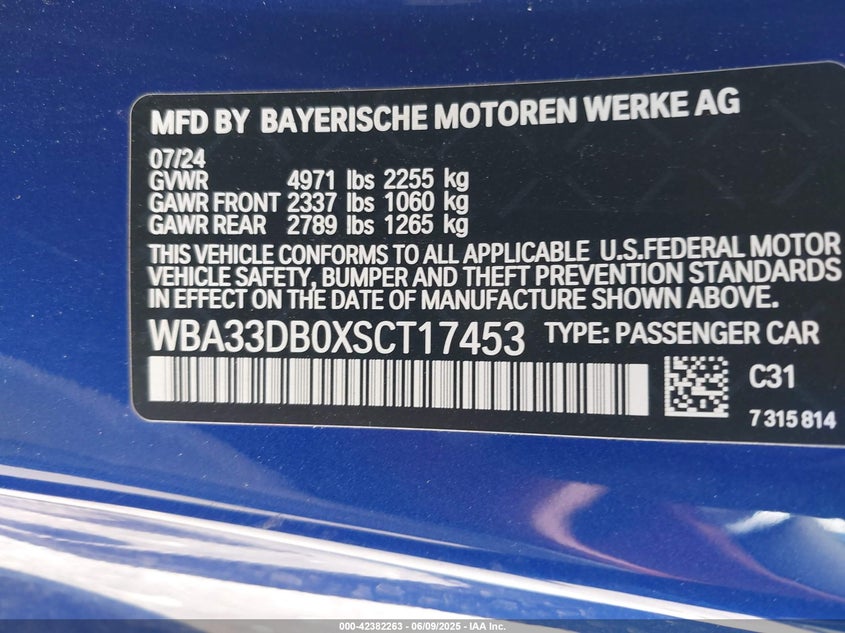 MFD BY BAYERISCHE MOTOREN WERKE AG
07/24
GVWR 4971 lbs 2255 kg
GAWR FRONT 2337 lbs 1060 kg
GAWR REAR 2789 lbs 1265 kg
THIS VEHICLE CONFORMS TO ALL APPLICABLE U.S.FEDERAL MOTOR
VEHICLE SAFETY, BUMPER AND THEFT PREVENTION STANDARDS
IN EFFECT ON THE DATE OF MANUFACTURE SHOWN ABOVE.
WBA33DB0XSCT17453 TYPE: PASSENGER CAR
C31
7 315 814
000-42382263 - 06/09/2025 - IAA Inc.